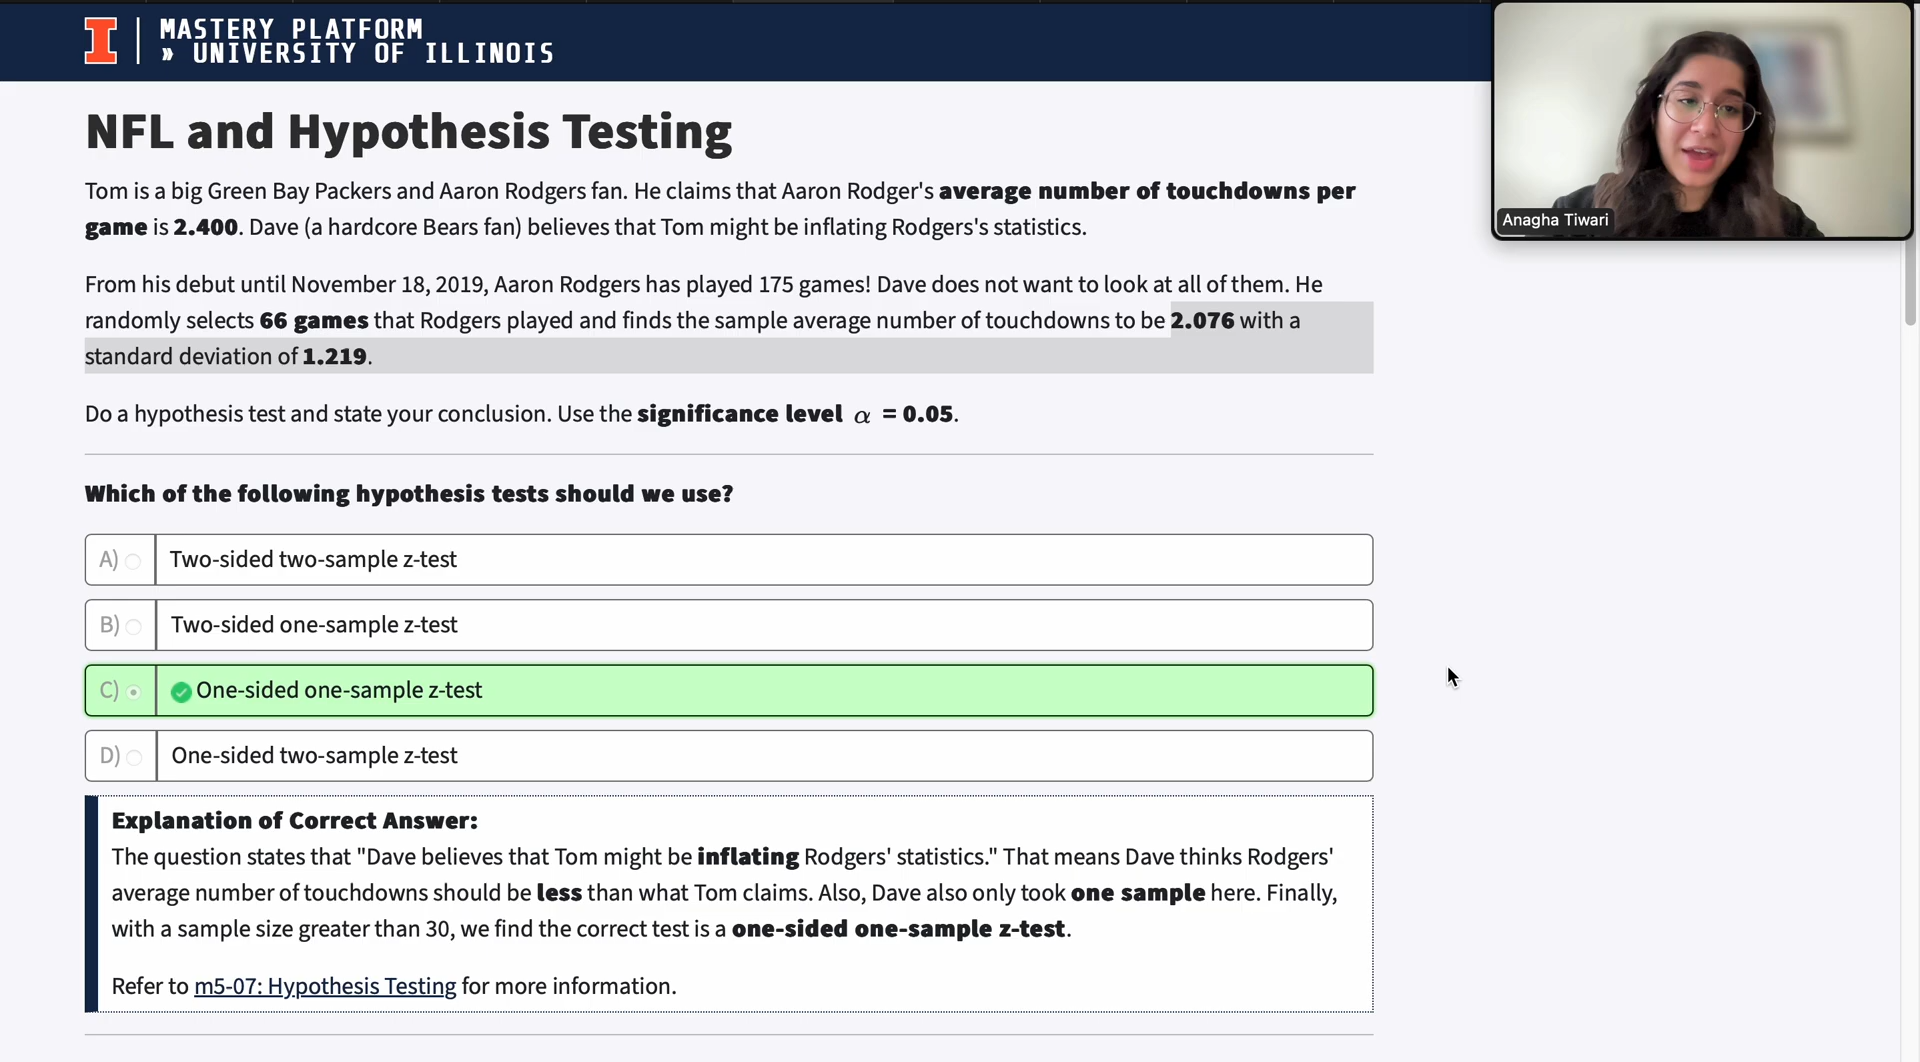 MASTERY PLATFORM
» UNIVERSITY OF ILLINOIS
Anagha Tiwari
NFL and Hypothesis Testing
Tom is a big Green Bay Packers and Aaron Rodgers fan. He claims that Aaron Rodger's average number of touchdowns per
game is 2.400. Dave (a hardcore Bears fan) believes that Tom might be inflating Rodgers's statistics.
From his debut until November 18, 2019, Aaron Rodgers has played 175 games! Dave does not want to look at all of them. He
randomly selects 66 games that Rodgers played and finds the sample average number of touchdowns to be 2.076 with a
standard deviation of 1.219.
Do a hypothesis test and state your conclusion. Use the significance level α = 0.05.
Which of the following hypothesis tests should we use?
A) Two-sided two-sample z-test
B) Two-sided one-sample z-test
C) One-sided one-sample z-test
D) One-sided two-sample z-test
Explanation of Correct Answer:
The question states that "Dave believes that Tom might be inflating Rodgers' statistics." That means Dave thinks Rodgers'
average number of touchdowns should be less than what Tom claims. Also, Dave also only took one sample here. Finally,
with a sample size greater than 30, we find the correct test is a one-sided one-sample z-test.
Refer to m5-07: Hypothesis Testing for more information.